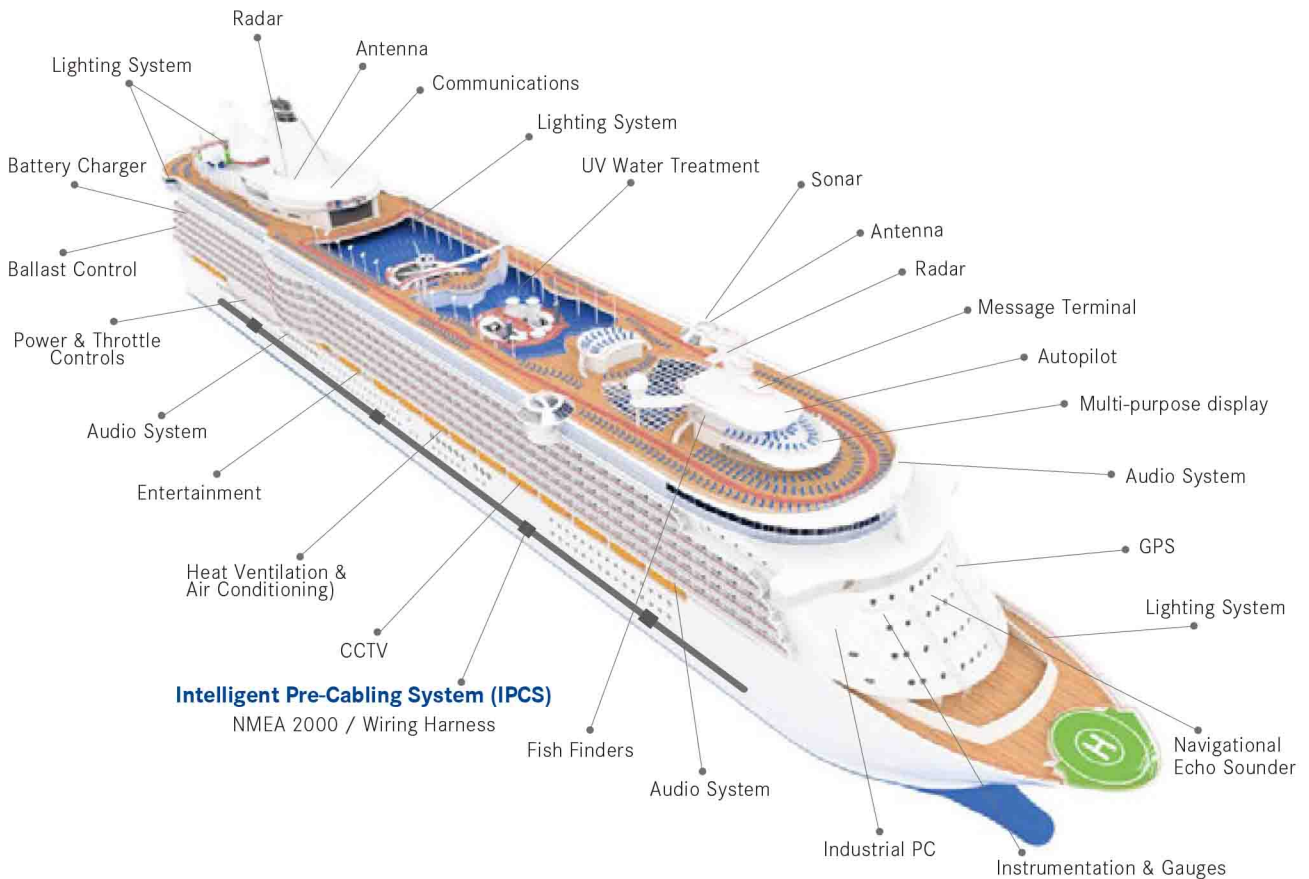 Radar
Antenna
Lighting System
Communications
Lighting System
Battery Charger
UV Water Treatment
Sonar
Antenna
Ballast Control
Radar
Message Terminal
Power & Throttle
Controls
Autopilot
Multi-purpose display
Audio System
Audio System
Entertainment
GPS
Heat Ventilation &
Air Conditioning)
Lighting System
CCTV
Intelligent Pre-Cabling System (IPCS)
NMEA 2000 / Wiring Harness
Fish Finders
Navigational
Echo Sounder
Audio System
Industrial PC
Instrumentation & Gauges
H